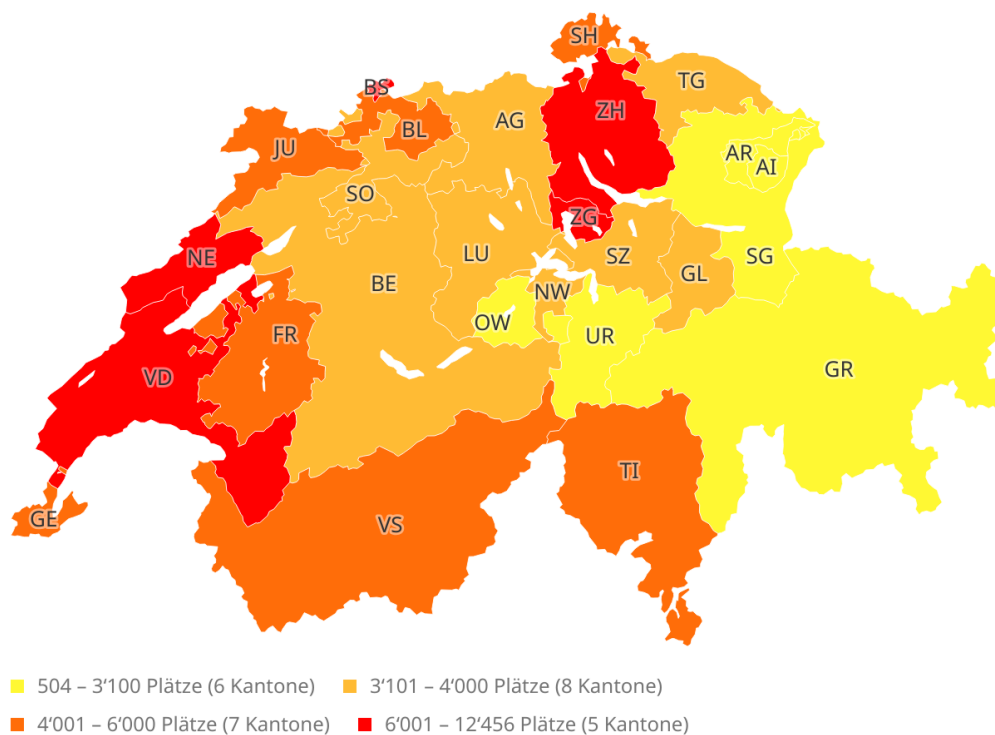 SH
BS
TG
ZH
AG
BL
JU
AR
AI
SO
ZG
NE
LU
SZ
SG
GL
BE
NW
OW
FR
UR
GR
VD
TI
GE
VS
504 – 3‘100 Plätze (6 Kantone)
3‘101 – 4‘000 Plätze (8 Kantone)
4‘001 – 6‘000 Plätze (7 Kantone)
6‘001 – 12‘456 Plätze (5 Kantone)